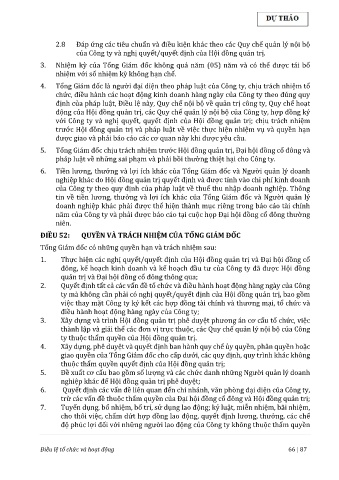 DỰ THẢO
2.8 Đáp ứng các tiêu chuẩn và điều kiện khác theo các Quy chế quản lý nội bộ
của Công ty và nghị quyết/quyết định của Hội đồng quản trị.
3. Nhiệm kỳ của Tổng Giám đốc không quá năm (05) năm và có thể được tái bổ
nhiệm với số nhiệm kỳ không hạn chế.
4. Tổng Giám đốc là người đại diện theo pháp luật của Công ty, chịu trách nhiệm tổ
chức, điều hành các hoạt động kinh doanh hàng ngày của Công ty theo đúng quy
định của pháp luật, Điều lệ này, Quy chế nội bộ về quản trị công ty, Quy chế hoạt
động của Hội đồng quản trị, các Quy chế quản lý nội bộ của Công ty, hợp đồng ký
với Công ty và nghị quyết, quyết định của Hội đồng quản trị; chịu trách nhiệm
trước Hội đồng quản trị và pháp luật về việc thực hiện nhiệm vụ và quyền hạn
được giao và phải báo cáo các cơ quan này khi được yêu cầu.
5. Tổng Giám đốc chịu trách nhiệm trước Hội đồng quản trị, Đại hội đồng cổ đông và
pháp luật về những sai phạm và phải bồi thường thiệt hại cho Công ty.
6. Tiền lương, thưởng và lợi ích khác của Tổng Giám đốc và Người quản lý doanh
nghiệp khác do Hội đồng quản trị quyết định và được tính vào chi phí kinh doanh
của Công ty theo quy định của pháp luật về thuế thu nhập doanh nghiệp. Thông
tin về tiền lương, thưởng và lợi ích khác của Tổng Giám đốc và Người quản lý
doanh nghiệp khác phải được thể hiện thành mục riêng trong báo cáo tài chính
năm của Công ty và phải được báo cáo tại cuộc họp Đại hội đồng cổ đông thường
niên.
ĐIỀU 52: QUYỀN VÀ TRÁCH NHIỆM CỦA TỔNG GIÁM ĐỐC
Tổng Giám đốc có những quyền hạn và trách nhiệm sau:
1. Thực hiện các nghị quyết/quyết định của Hội đồng quản trị và Đại hội đồng cổ
đông, kế hoạch kinh doanh và kế hoạch đầu tư của Công ty đã được Hội đồng
quản trị và Đại hội đồng cổ đông thông qua;
2. Quyết định tất cả các vấn đề tổ chức và điều hành hoạt động hàng ngày của Công
ty mà không cần phải có nghị quyết/quyết định của Hội đồng quản trị, bao gồm
việc thay mặt Công ty ký kết các hợp đồng tài chính và thương mại, tổ chức và
điều hành hoạt động hàng ngày của Công ty;
3. Xây dựng và trình Hội đồng quản trị phê duyệt phương án cơ cấu tổ chức, việc
thành lập và giải thể các đơn vị trực thuộc, các Quy chế quản lý nội bộ của Công
ty thuộc thẩm quyền của Hội đồng quản trị.
4. Xây dựng, phê duyệt và quyết định ban hành quy chế ủy quyền, phân quyền hoặc
giao quyền của Tổng Giám đốc cho cấp dưới, các quy định, quy trình khác không
thuộc thẩm quyền quyết định của Hội đồng quản trị;
5. Đề xuất cơ cấu bao gồm số lượng và các chức danh những Người quản lý doanh
nghiệp khác để Hội đồng quản trị phê duyệt;
6. Quyết định các vấn đề liên quan đến chi nhánh, văn phòng đại diện của Công ty,
trừ các vấn đề thuộc thẩm quyền của Đại hội đồng cổ đông và Hội đồng quản trị;
7. Tuyển dụng, bổ nhiệm, bố trí, sử dụng lao động; kỷ luật, miễn nhiệm, bãi nhiệm,
cho thôi việc, chấm dứt hợp đồng lao động, quyết định lương, thưởng, các chế
độ phúc lợi đối với những người lao động của Công ty không thuộc thẩm quyền
Điều lệ tổ chức và hoạt động 66 | 87